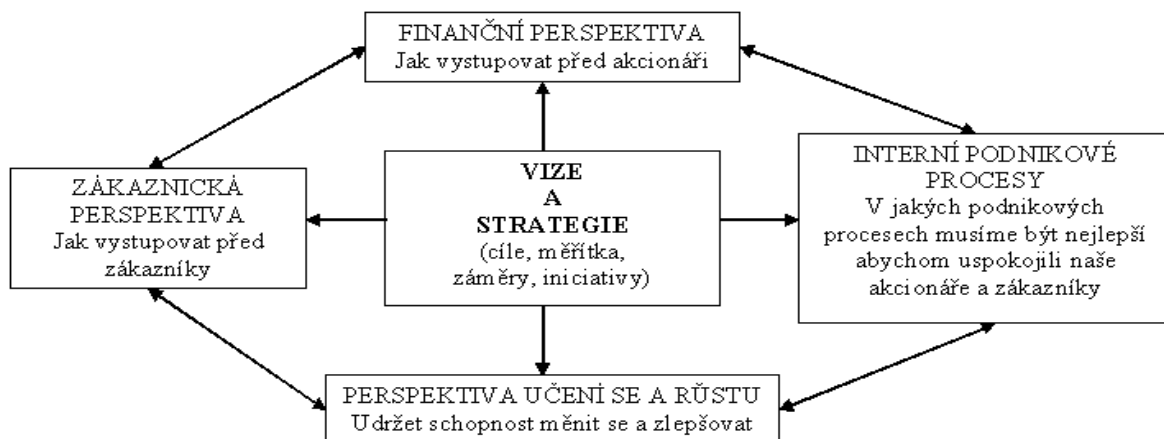 FINANČNÍ PERSPEKTIVA
Jak vystupovat před akcionáři
ZÁKAZNICKÁ
PERSPEKTIVA
Jak vystupovat před
zákazníky
VIZE
A
STRATEGIE
(cíle, měřítka,
záměry, iniciativy)
INTERNÍ PODNIKOVÉ
PROCESY
V jakých podnikových
procesech musíme být nejlepší
abychom uspokojili naše
akcionáře a zákazníky
PERSPEKTIVA UČENÍ SE A RŮSTU
Udržet schopnost měnit se a zlepšovat